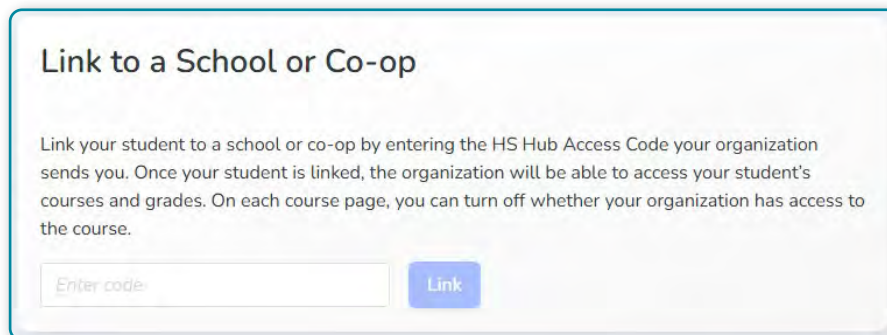 Link to a School or Co-op
Link your student to a school or co-op by entering the HS Hub Access Code your organization
sends you. Once your student is linked, the organization will be able to access your student's
courses and grades. On each course page, you can turn off whether your organization has access to
the course.
Enter code
Link